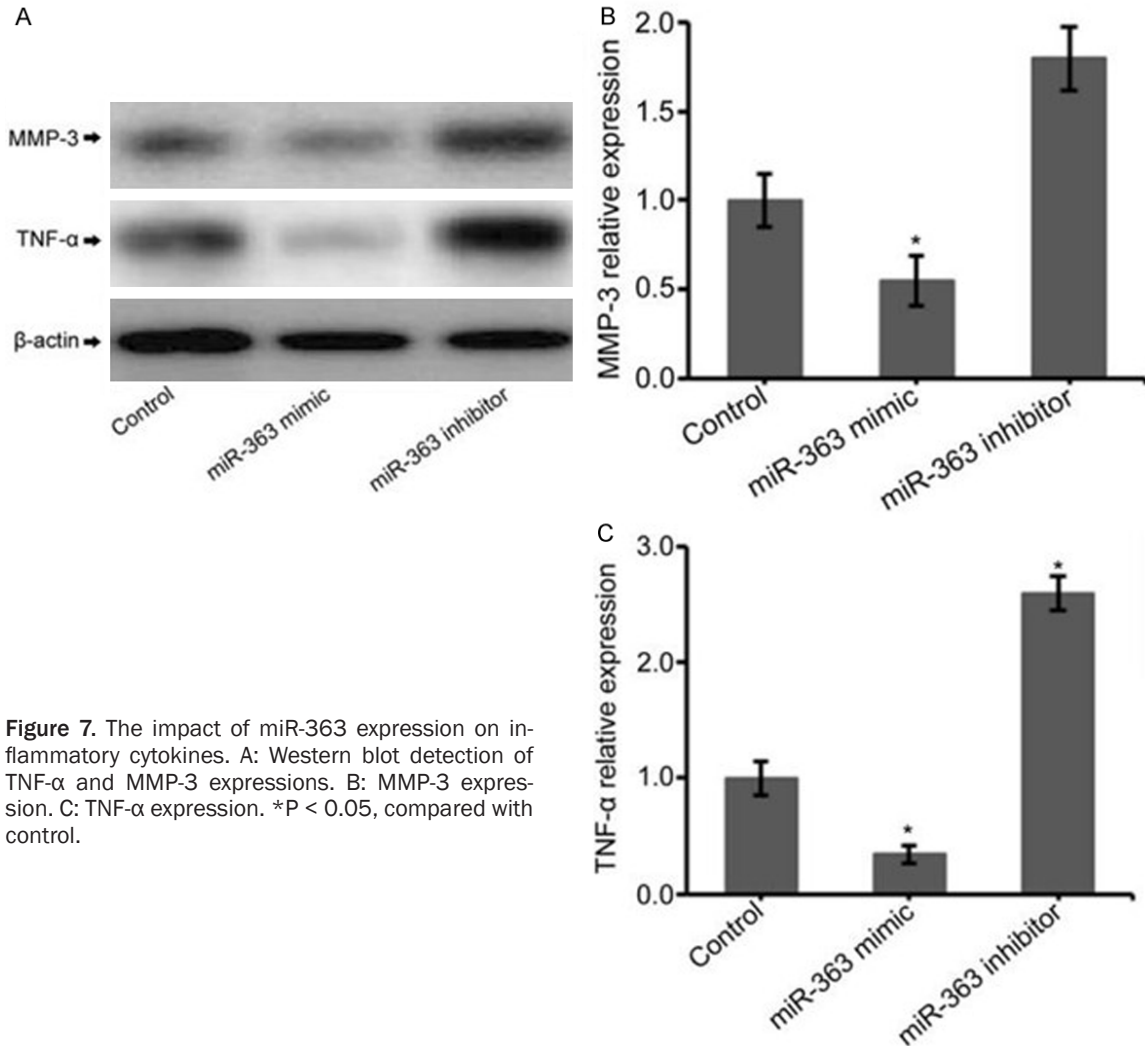 A
MMP-3
TNF-α
β-actin
Control
miR-363 mimic
miR-363 inhibitor
B
MMP-3 relative expression
2.0
1.5
1.0
0.5
0.0
*
Control
miR-363 mimic
miR-363 inhibitor
C
TNF-α relative expression
3.0
2.0
1.0
0.0
*
*
Control
miR-363 mimic
miR-363 inhibitor
Figure 7. The impact of miR-363 expression on in-
flammatory cytokines. A: Western blot detection of
TNF-α and MMP-3 expressions. B: MMP-3 expres-
sion. C: TNF-α expression. *P < 0.05, compared with
control.